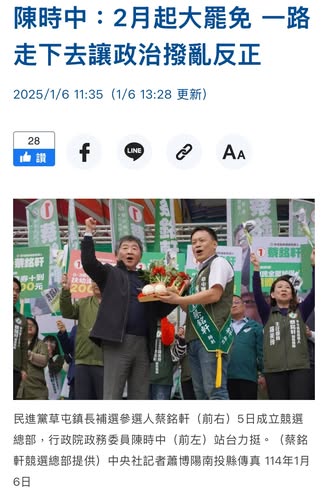 陳時中：2月起大罷免 一路
走下去讓政治撥亂反正
2025/1/6 11:35（1/6 13:28 更新）
28
讚
LINE
AA
蔡銘軒
蔡銘軒
民進黨草屯鎮長補選參選人蔡銘軒（前右）5日成立競選
總部，行政院政務委員陳時中（前左）站台力挺。（蔡銘
軒競選總部提供）中央社記者蕭博陽南投縣傳真 114年1月
6日